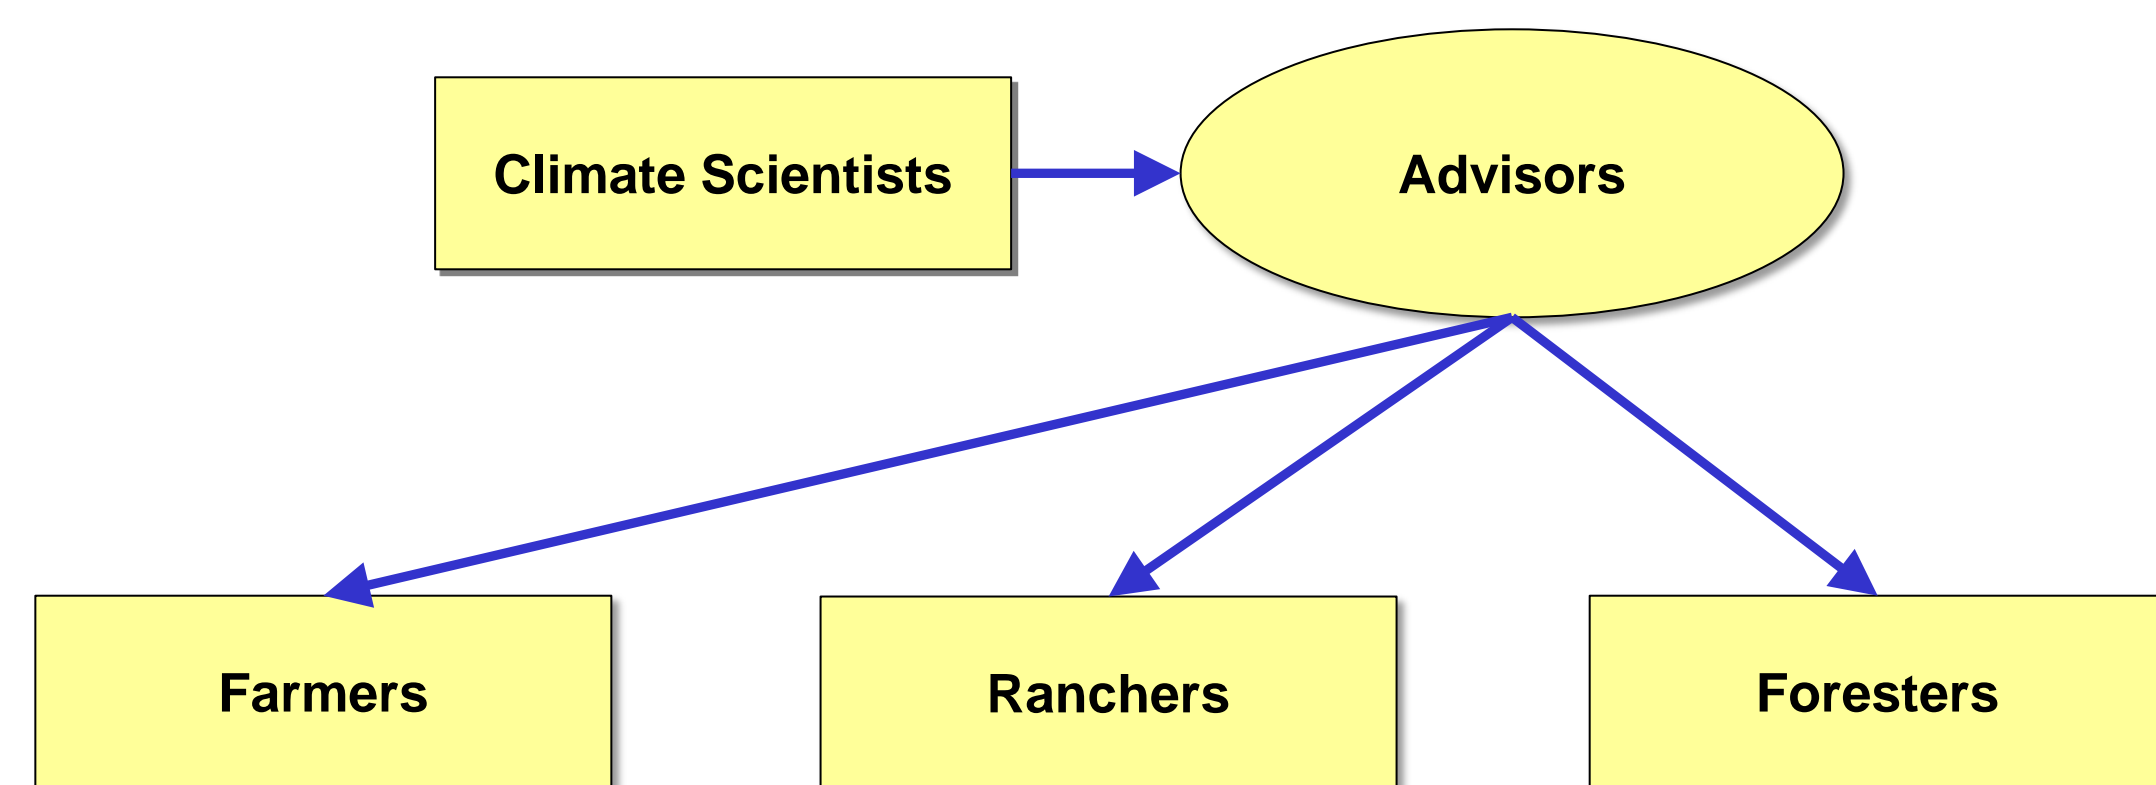 Climate Scientists
Advisors
Farmers
Ranchers
Foresters